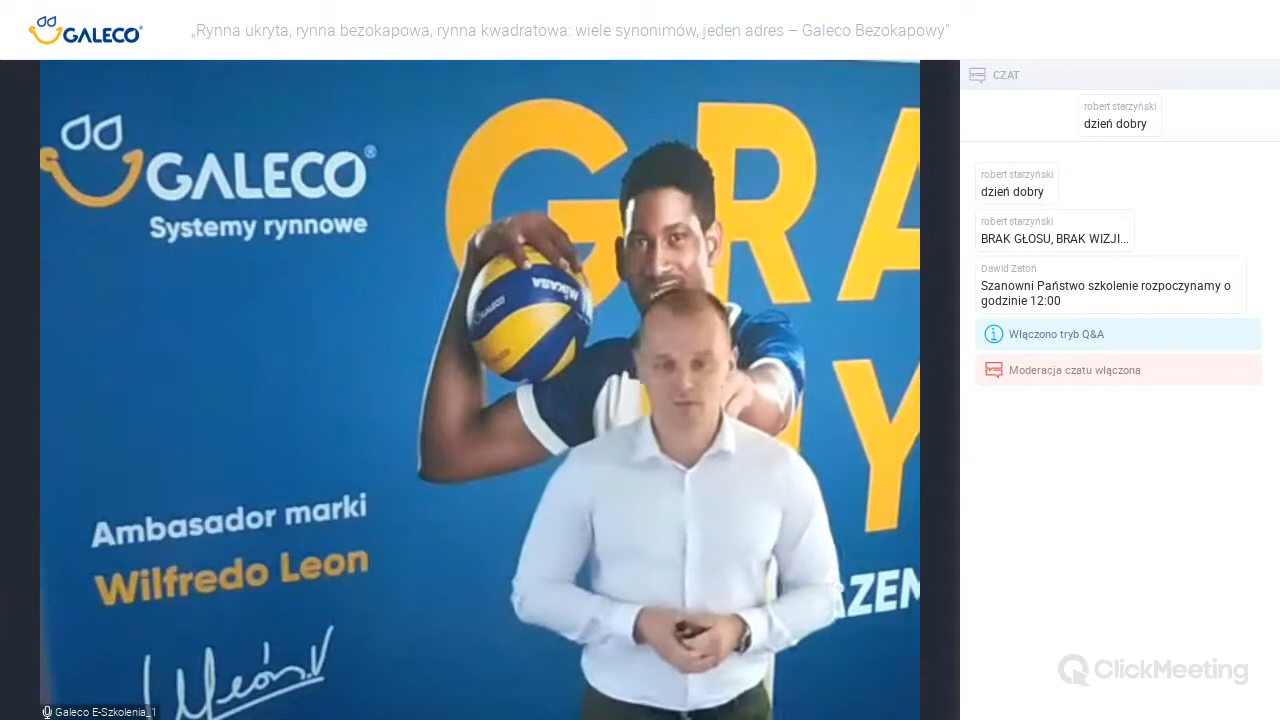 GALECO
„Rynna ukryta, rynna bezokapowa, rynna kwadratowa: wiele synonimów, jeden adres – Galeco Bezokapowy”
GALECO®
Systemy rynnowe
GRA
MIKASA
GALECO
Y
AZEM
Ambasador marki
Wilfredo Leon
Galeco E-Szkolenia_1
CZAT
robert starzyński
dzień dobry
robert starzyński
dzień dobry
robert starzyński
BRAK GŁOSU, BRAK WIZJI...
Dawid Zatoń
Szanowni Państwo szkolenie rozpoczynamy o
godzinie 12:00
Włączono tryb Q&A
Moderacja czatu włączona
ClickMeeting